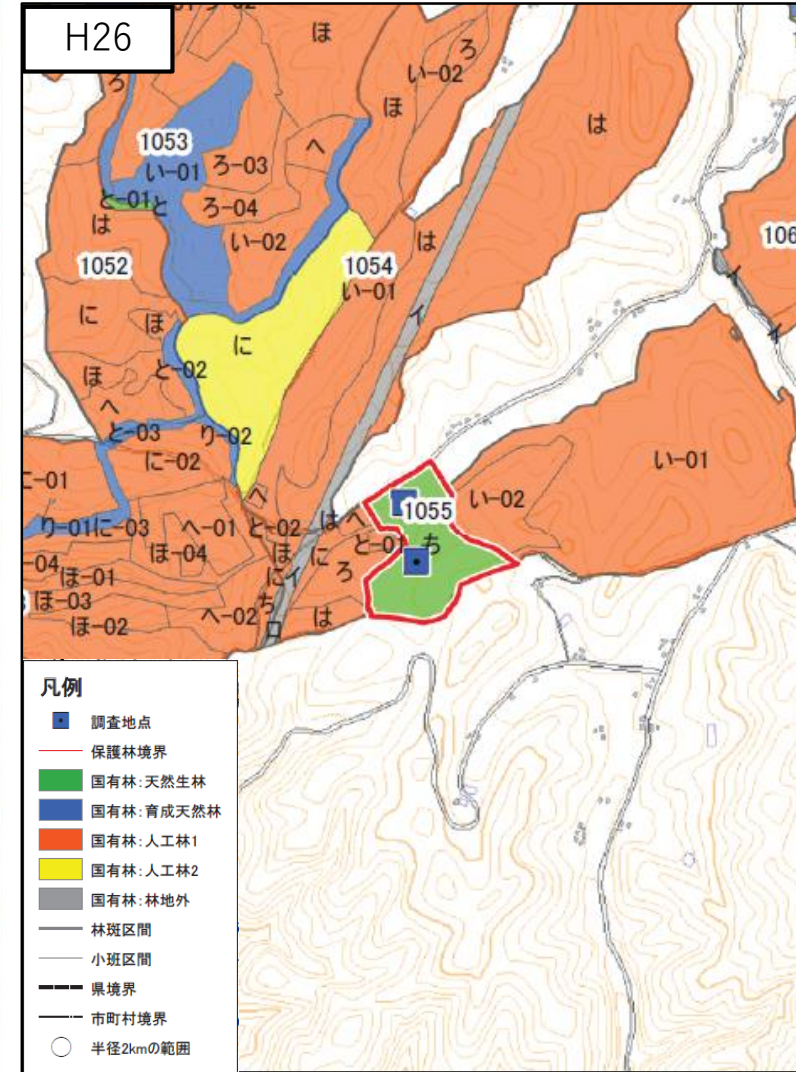 H26
ほ
い-02
ろ
ろ
ほ
は
1053
い-01
ろ-03
へ
と-01
と
ろ-04
は
い-02
は
106
1052
1054
い-01
イ
イ
に
ほ
に
イ
と-02
ほ
へ
と-03
り-02
に-02
い-01
い-02
1055
へ
と-02
は
へ
と-01
ち
り-01
に-03
へ-01
ほ-04
ほ
に
ろ
に
イ
ほ-01
ち
ほ-03
へ-02
は
ほ-02
ロ
凡例
調査地点
保護林境界
国有林:天然生林
国有林:育成天然林
国有林:人工林1
国有林:人工林2
国有林:林地外
林班区間
小班区間
県境界
市町村境界
半径2kmの範囲